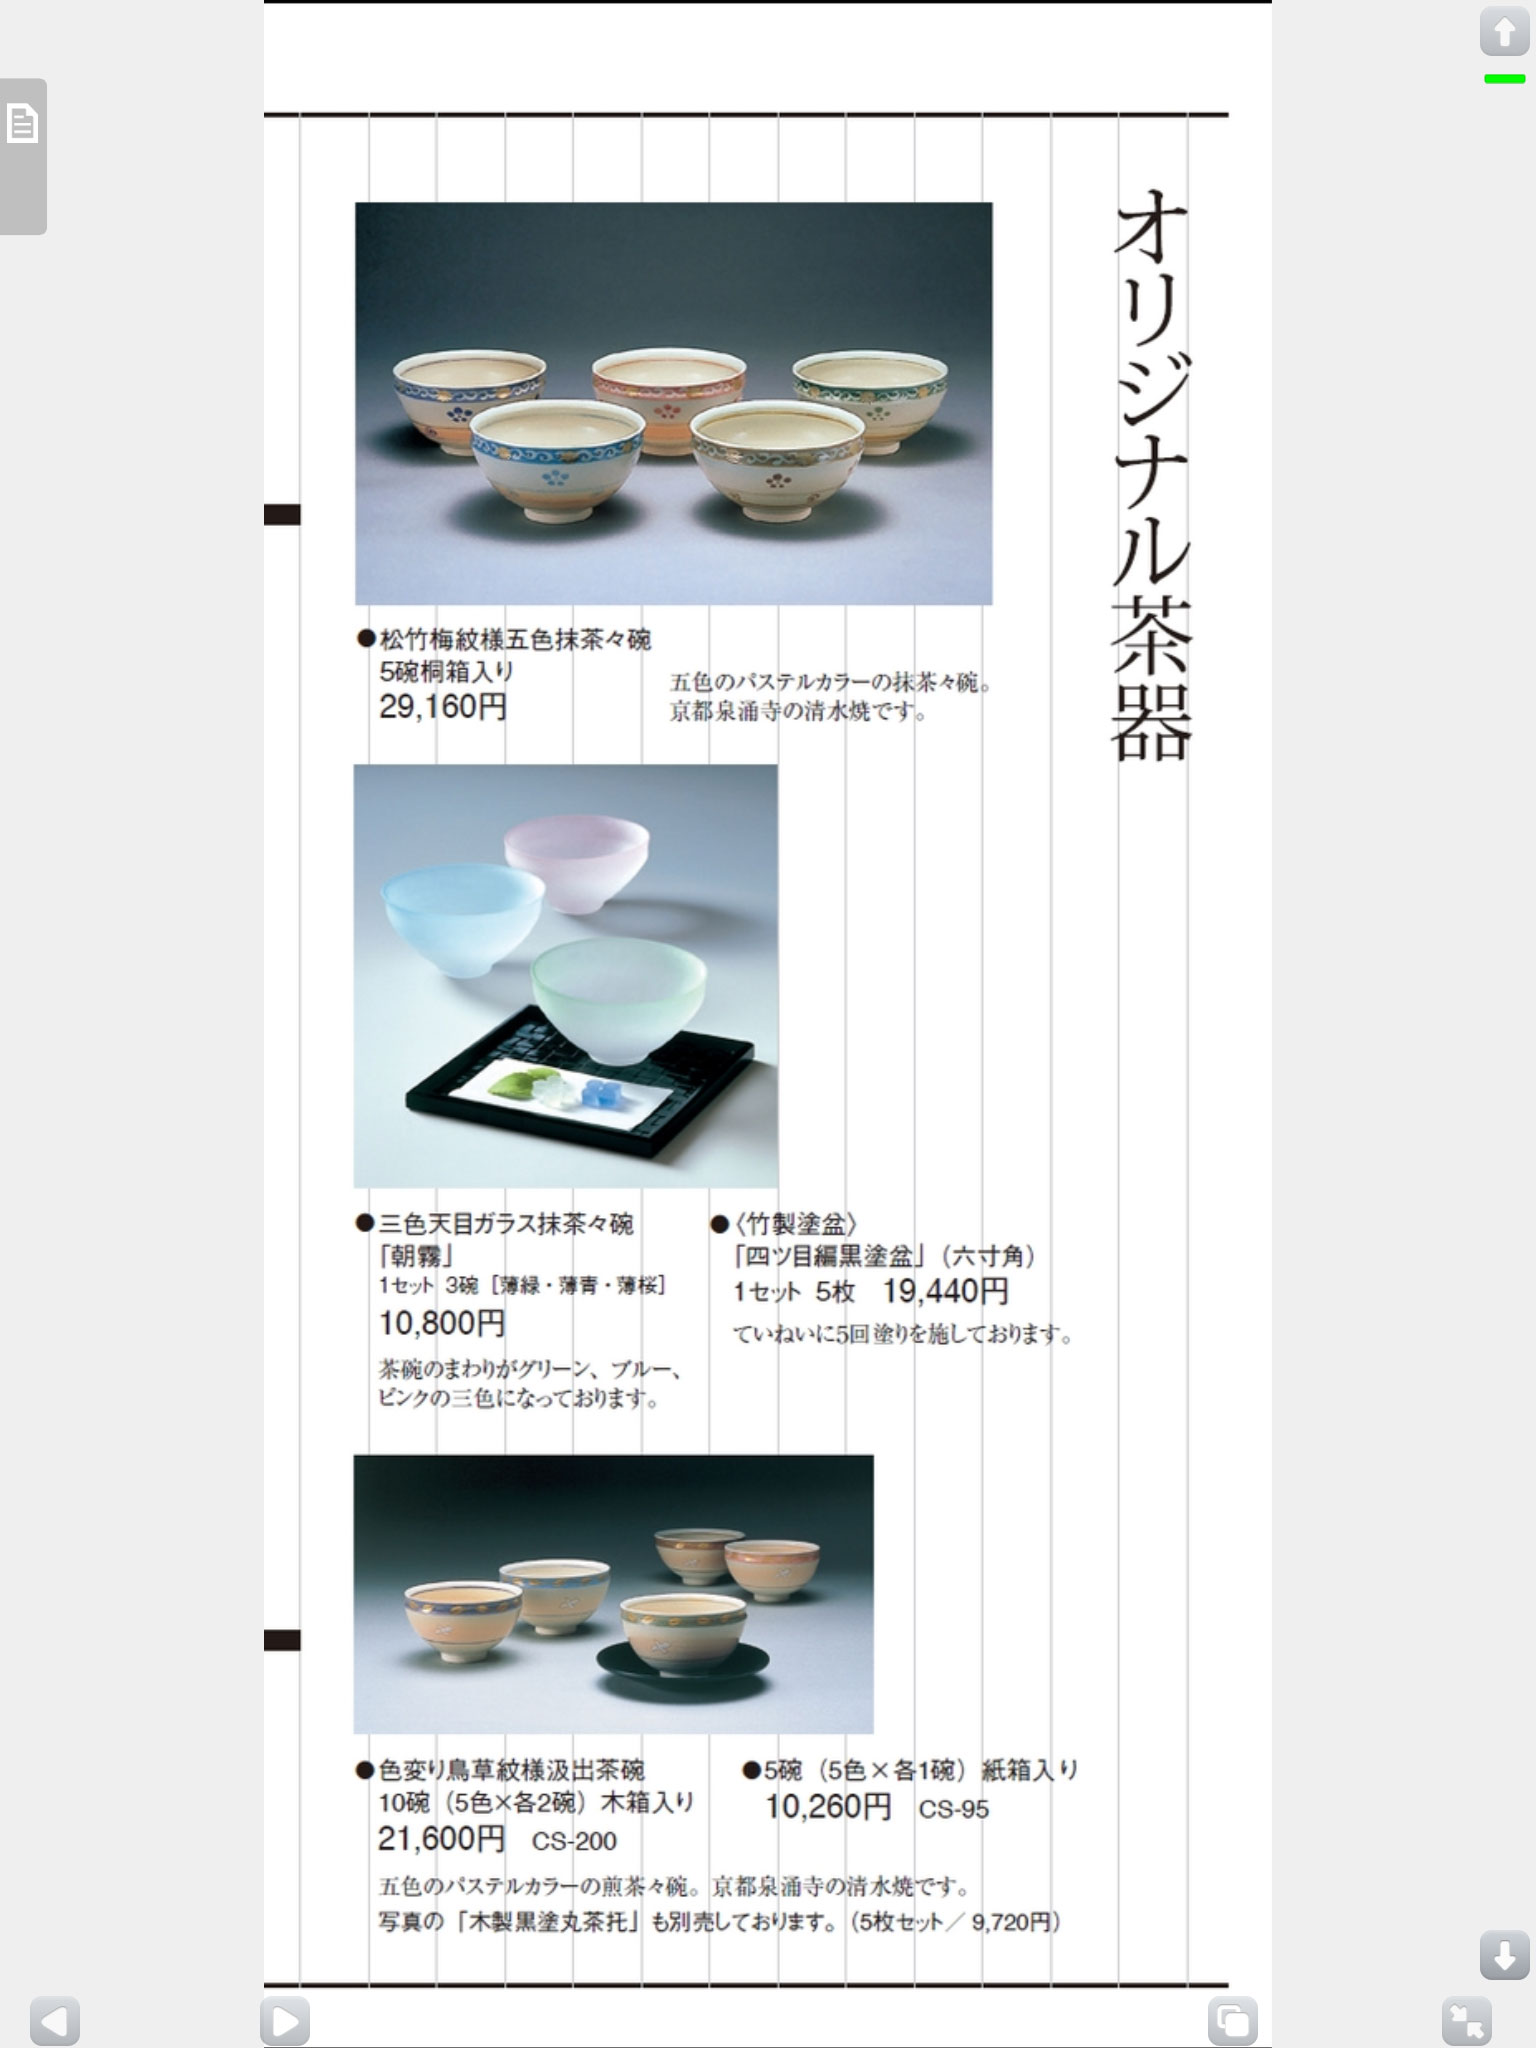 オリジナル茶器
●松竹梅紋様五色抹茶々碗
5碗桐箱入り
29,160円
五色のパステルカラーの抹茶々碗。
京都泉涌寺の清水焼です。
●三色天目ガラス抹茶々碗
「朝霧」
1セット 3碗［薄緑・薄青・薄桜］
10,800円
茶碗のまわりがグリーン、ブルー、
ピンクの三色になっております。
●〈竹製塗盆〉
「四ツ目編黒塗盆」（六寸角）
1セット 5枚 19,440円
ていねいに5回塗りを施しております。
●色変り鳥草紋様汲出茶碗
10碗（5色×各2碗）木箱入り
21,600円 CS-200
●5碗（5色×各1碗）紙箱入り
10,260円 CS-95
五色のパステルカラーの煎茶々碗。京都泉涌寺の清水焼です。
写真の「木製黒塗丸茶托」も別売しております。（5枚セット／9,720円）